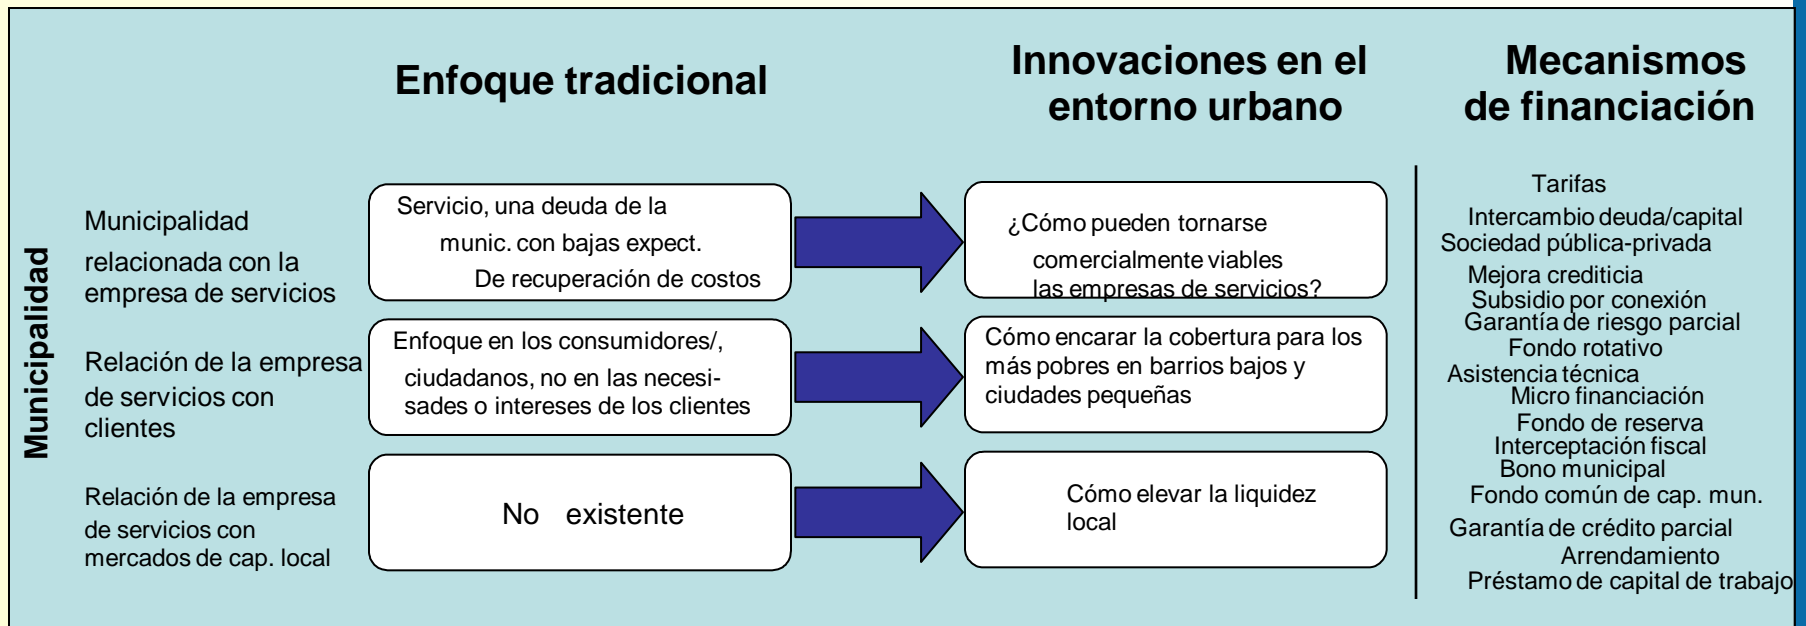 Enfoque tradicional
Innovaciones en el
entorno urbano
Mecanismos
de financiación
Municipalidad
Municipalidad
relacionada con la
empresa de servicios
Servicio, una deuda de la
munic. con bajas expect.
De recuperación de costos
¿Cómo pueden tornarse
comercialmente viables
las empresas de servicios?
Relación de la empresa
de servicios con
clientes
Enfoque en los consumidores/,
ciudadanos, no en las necesi-
sades o intereses de los clientes
Cómo encarar la cobertura para los
más pobres en barrios bajos y
ciudades pequeñas
Relación de la empresa
de servicios con
mercados de cap. local
No existente
Cómo elevar la liquidez
local
Tarifas
Intercambio deuda/capital
Sociedad pública-privada
Mejora crediticia
Subsidio por conexión
Garantía de riesgo parcial
Fondo rotativo
Asistencia técnica
Micro financiación
Fondo de reserva
Interceptación fiscal
Bono municipal
Fondo común de cap. mun.
Garantía de crédito parcial
Arrendamiento
Préstamo de capital de trabajo